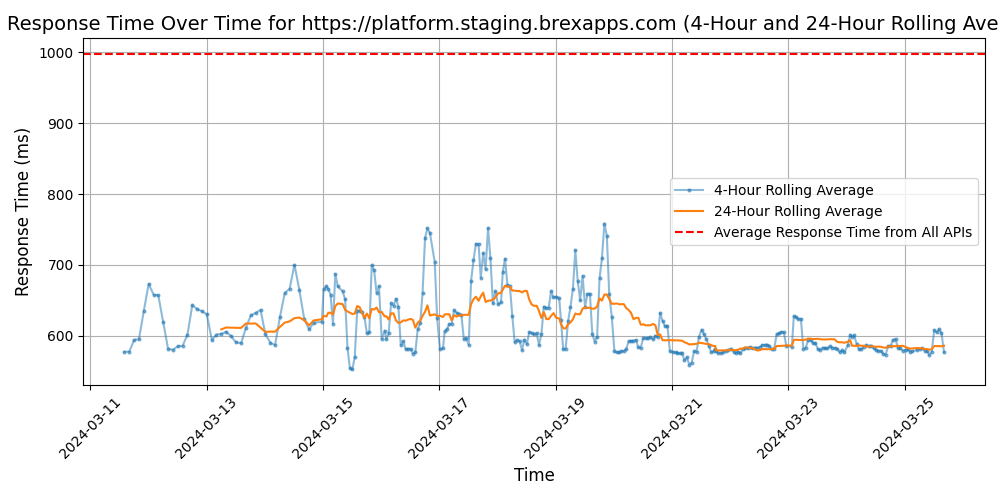 Response Time Over Time for https://platform.staging.brexapps.com (4-Hour and 24-Hour Rolling Ave
Response Time (ms)
1000
900
800
700
600
4-Hour Rolling Average
24-Hour Rolling Average
Average Response Time from All APIs
2024-03-11
2024-03-13
2024-03-15
2024-03-17
2024-03-19
2024-03-21
2024-03-23
2024-03-25
Time